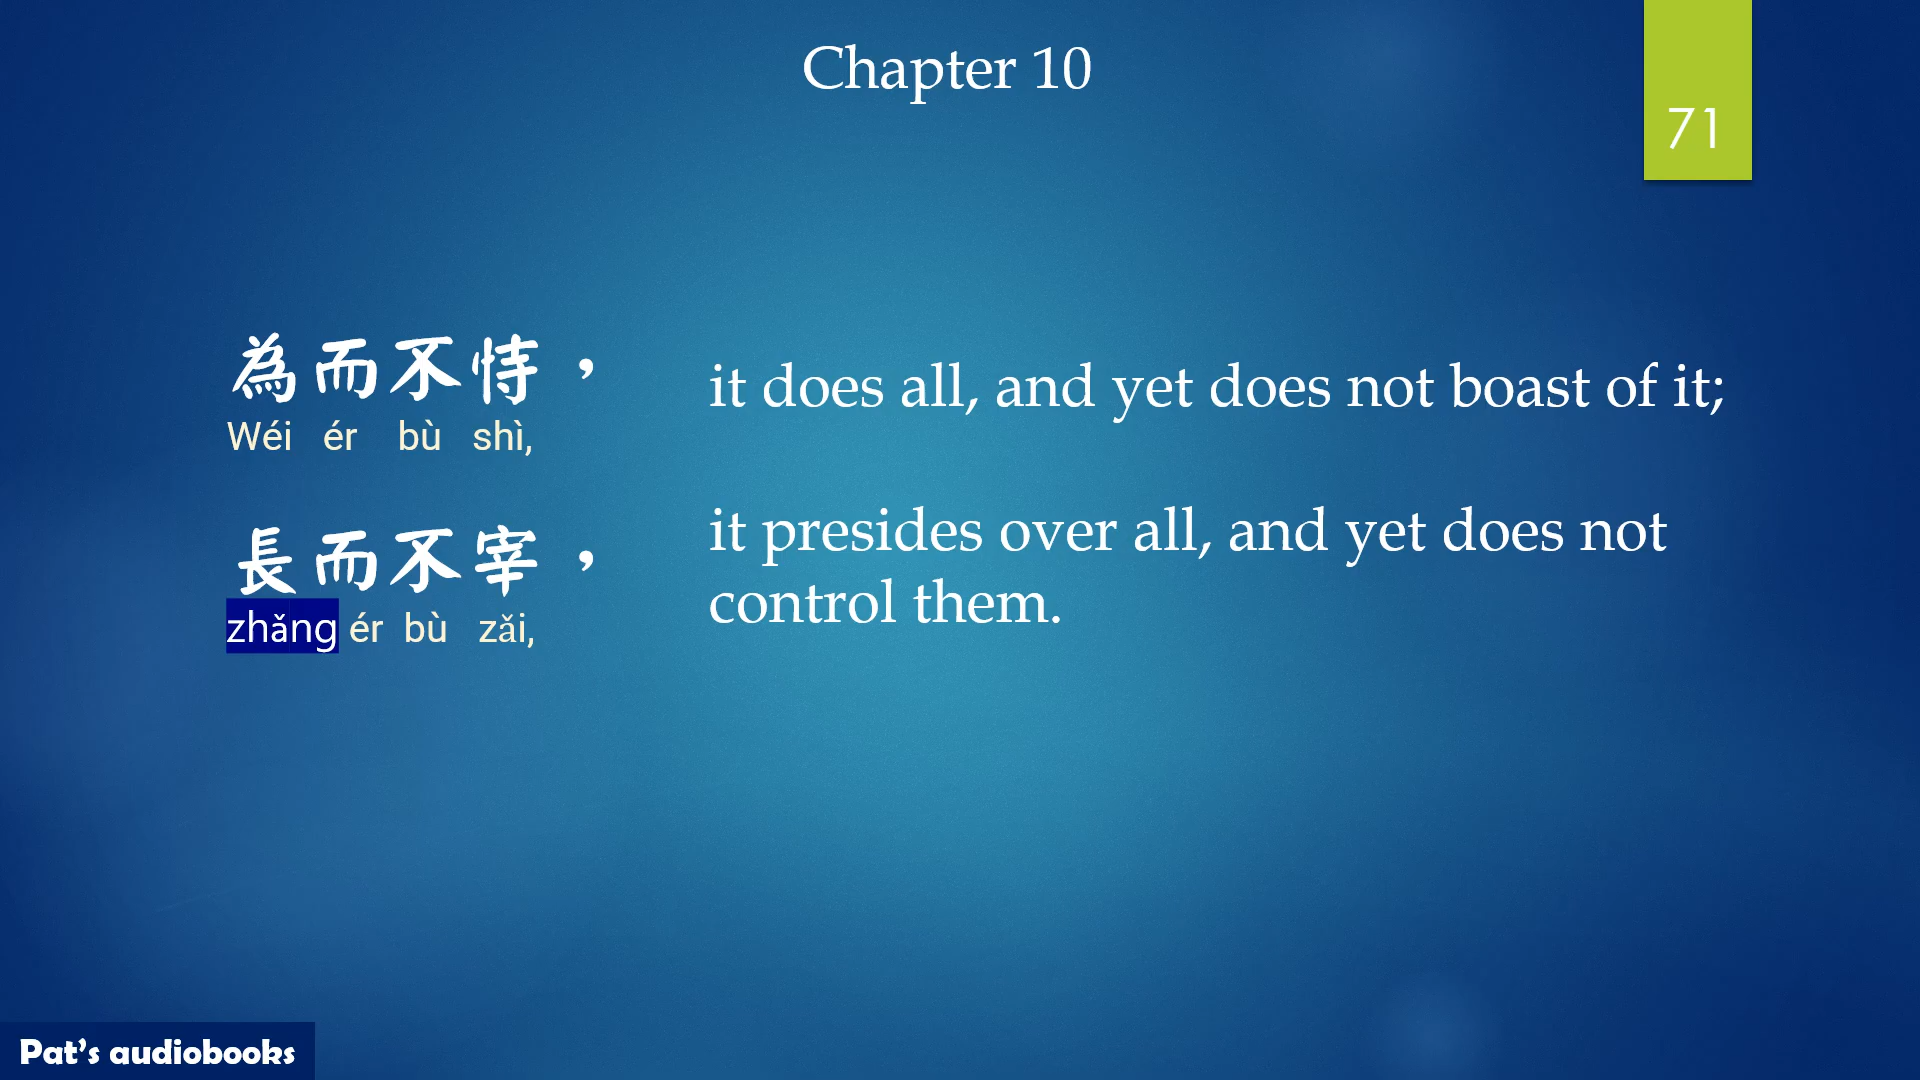 Chapter 10
71
為而不恃，
Wéi ér bù shì,
it does all, and yet does not boast of it;
長而不宰，
zhǎng ér bù zǎi,
it presides over all, and yet does not
control them.
Pat's audiobooks